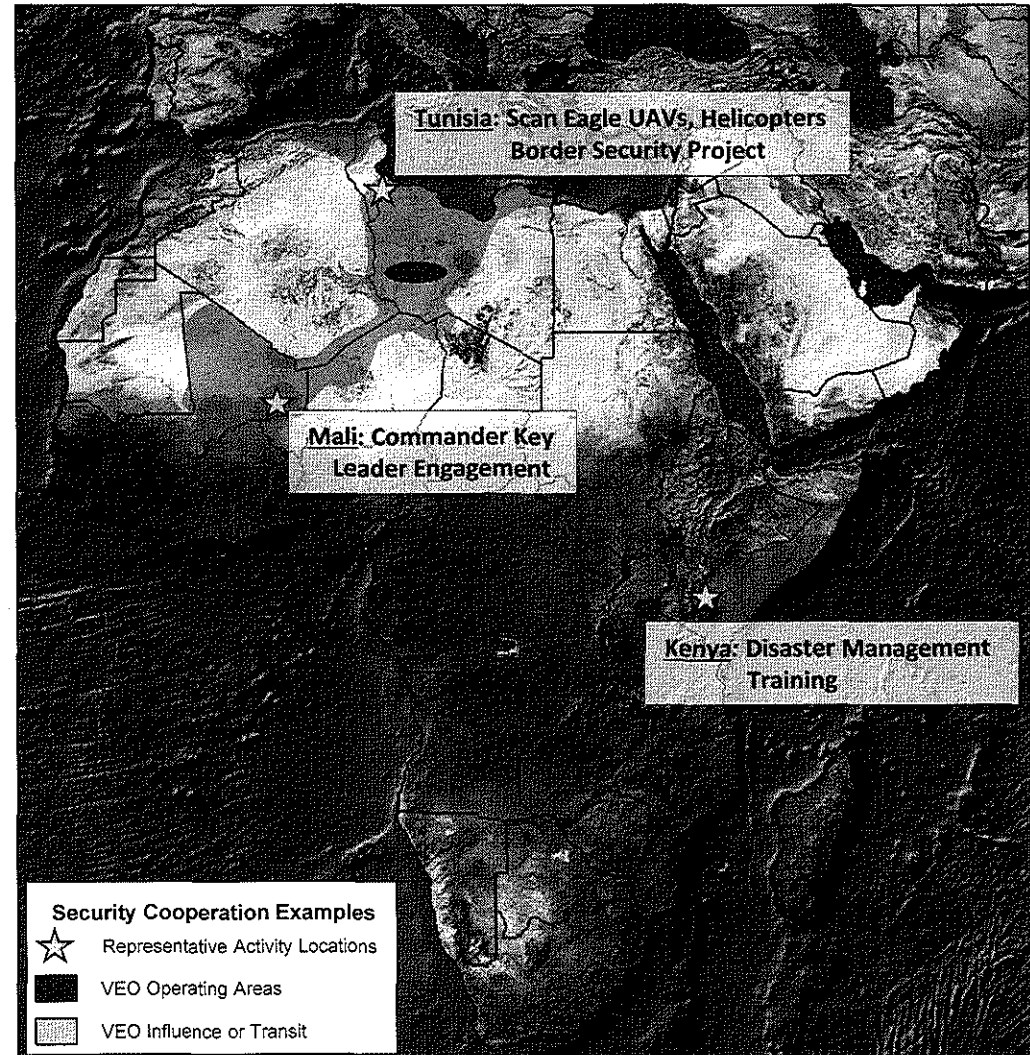 Tunisia: Scan Eagle UAVs, Helicopters
Border Security Project
Mali: Commander Key
Leader Engagement
Kenya: Disaster Management
Training
Security Cooperation Examples
Representative Activity Locations
VEO Operating Areas
VEO Influence or Transit